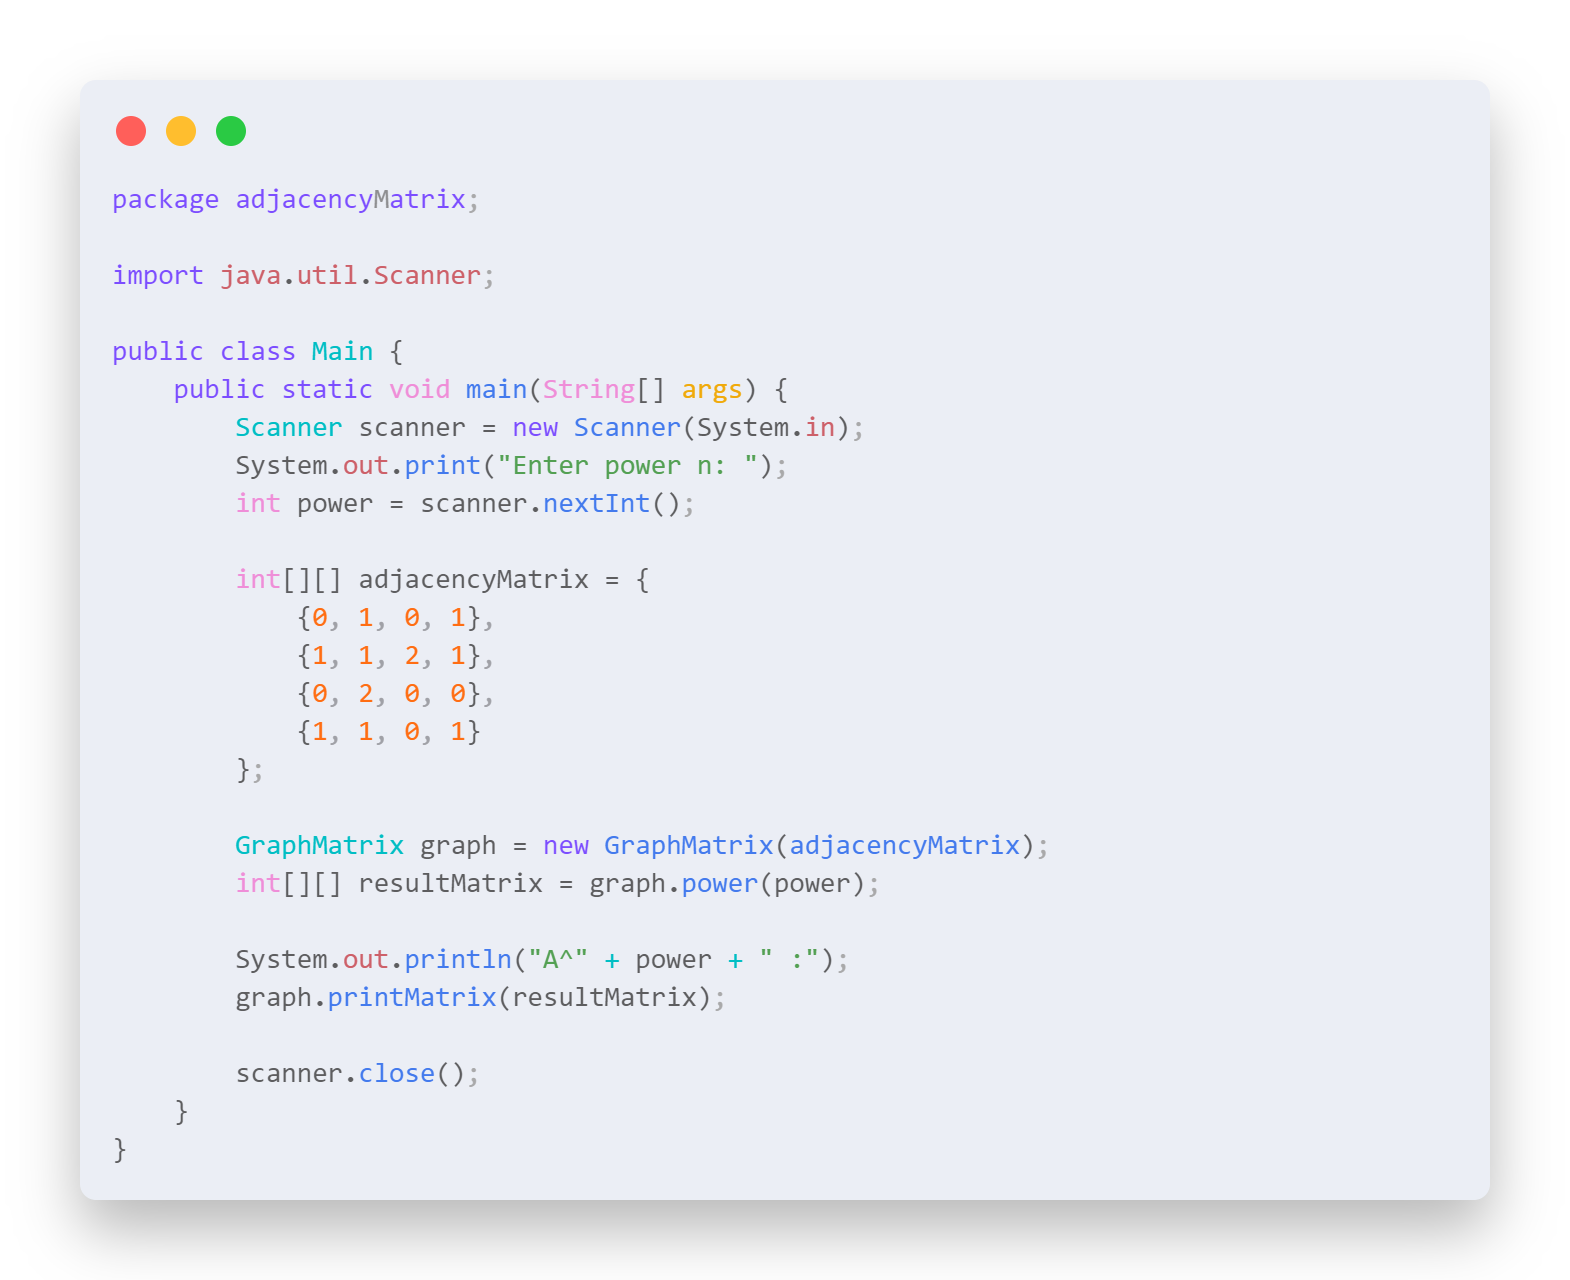 package adjacencyMatrix;

import java.util.Scanner;

public class Main {
    public static void main(String[] args) {
        Scanner scanner = new Scanner(System.in);
        System.out.print("Enter power n: ");
        int power = scanner.nextInt();

        int[][] adjacencyMatrix = {
            {0, 1, 0, 1},
            {1, 1, 2, 1},
            {0, 2, 0, 0},
            {1, 1, 0, 1}
        };

        GraphMatrix graph = new GraphMatrix(adjacencyMatrix);
        int[][] resultMatrix = graph.power(power);

        System.out.println("A^" + power + " :");
        graph.printMatrix(resultMatrix);

        scanner.close();
    }
}